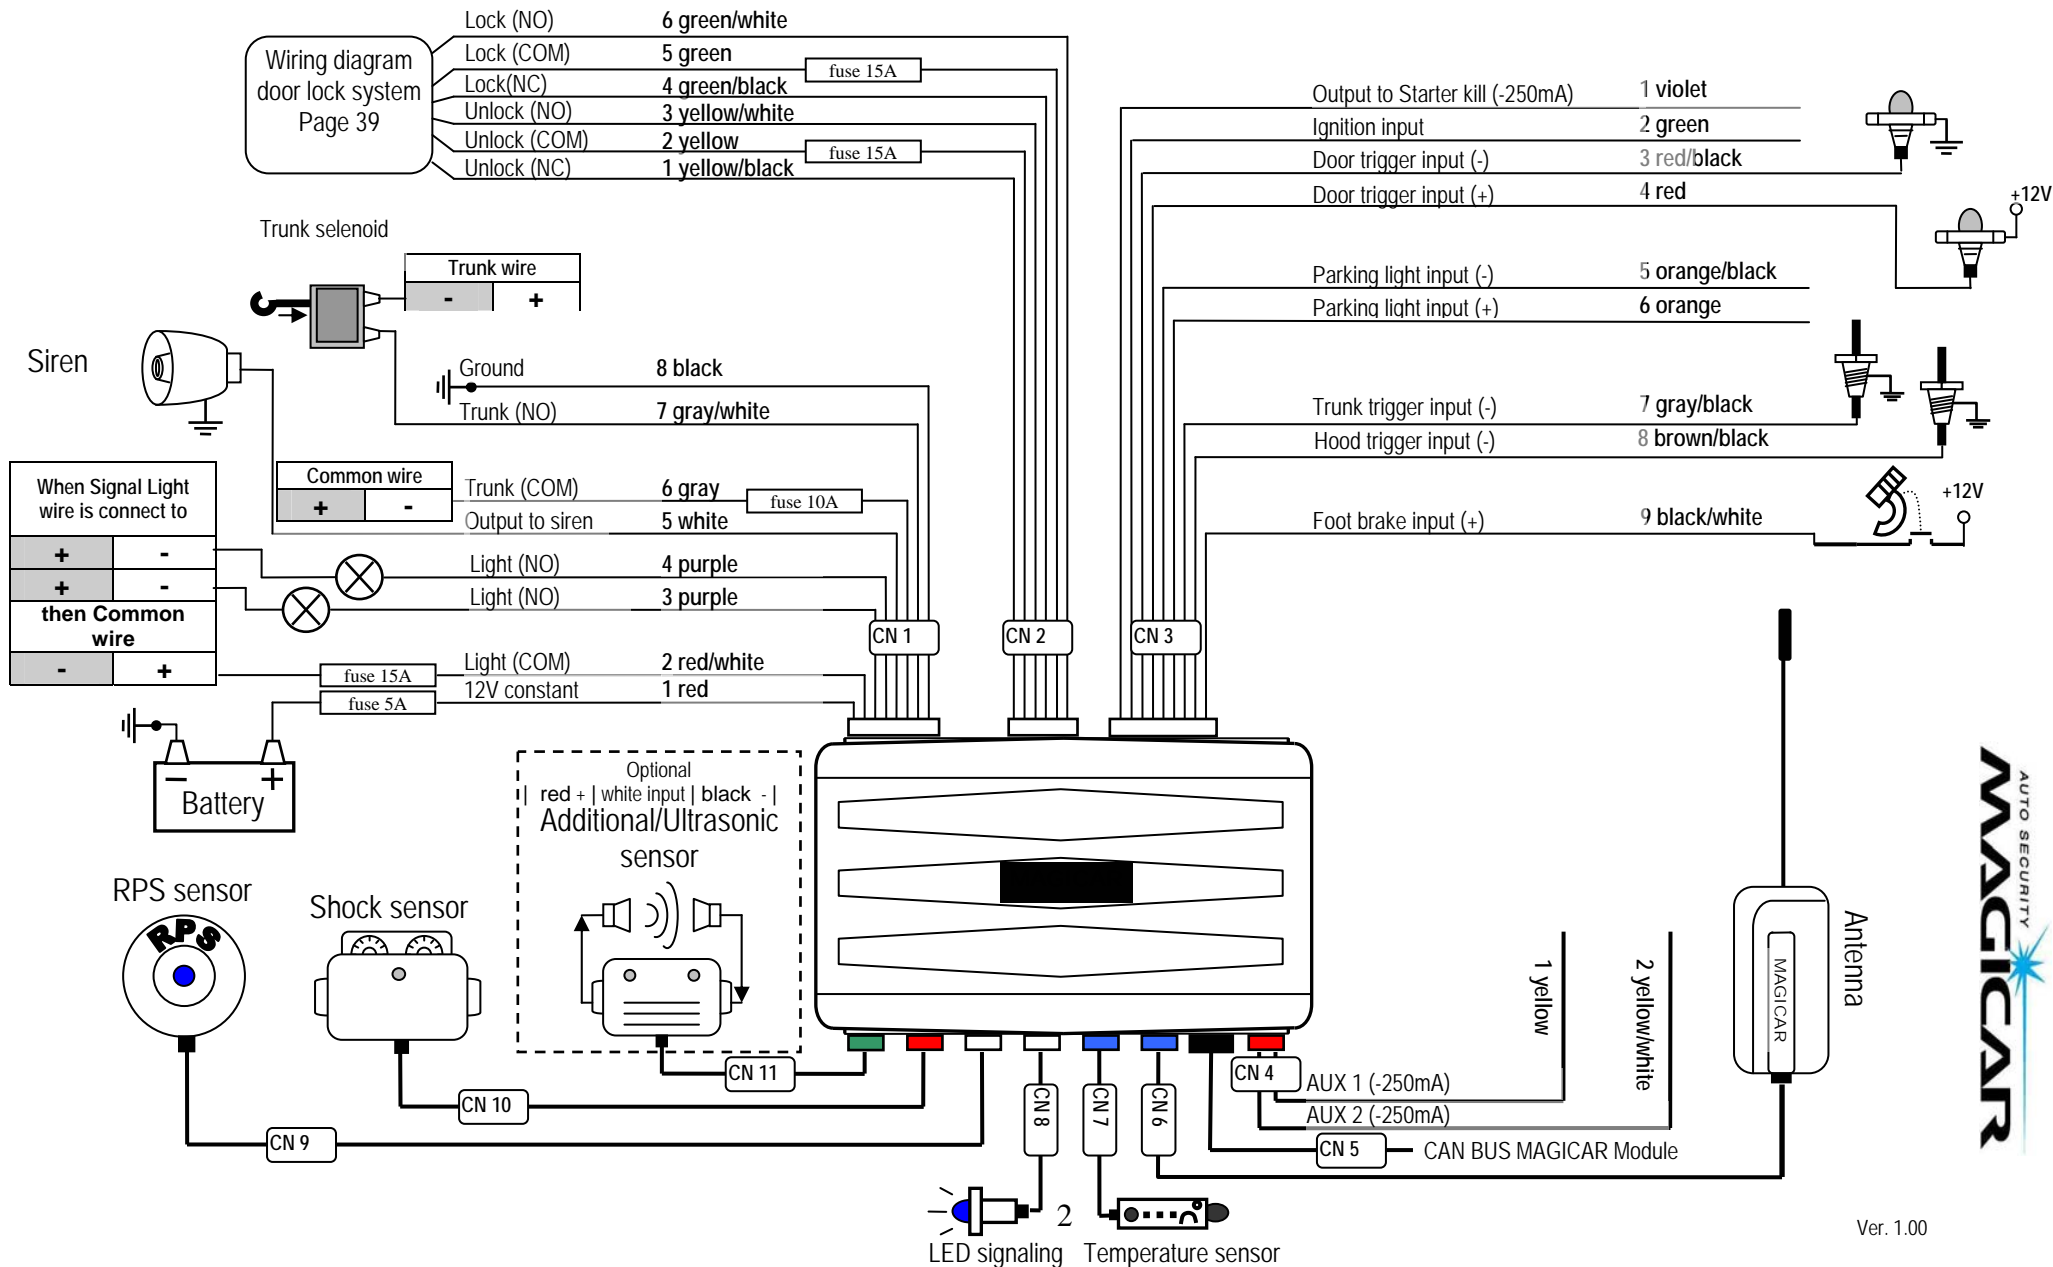 Wiring diagram
door lock system
Page 39
Lock (NO) 6 green/white
Lock (COM) 5 green fuse 15A
Lock(NC) 4 green/black
Unlock (NO) 3 yellow/white
Unlock (COM) 2 yellow fuse 15A
Unlock (NC) 1 yellow/black
Trunk selenoid
Trunk wire
- +
Siren
Ground 8 black
Trunk (NO) 7 gray/white
Common wire
+ -
Trunk (COM) 6 gray fuse 10A
Output to siren 5 white
Light (NO) 4 purple
Light (NO) 3 purple
When Signal Light
wire is connect to
+ -
+ -
then Common
wire
- +
fuse 15A Light (COM) 2 red/white
fuse 5A 12V constant 1 red
- +
Battery
CN 1
CN 2
CN 3
Output to Starter kill (-250mA) 1 violet
Ignition input 2 green
Door trigger input (-) 3 red/black
Door trigger input (+) 4 red
+12V
Parking light input (-) 5 orange/black
Parking light input (+) 6 orange
Trunk trigger input (-) 7 gray/black
Hood trigger input (-) 8 brown/black
Foot brake input (+) 9 black/white
+12V
Optional
| red + | white input | black - |
Additional/Ultrasonic
sensor
RPS sensor
RPS
Shock sensor
CN 11
CN 10
CN 9
CN 8
CN 7
CN 6
CN 4
AUX 1 (-250mA)
AUX 2 (-250mA)
1 yellow
2 yellow/white
CN 5 CAN BUS MAGICAR Module
Antenna
MAGICAR
AUTO SECURITY
MAGICAR
2
LED signaling
Temperature sensor
Ver. 1.00